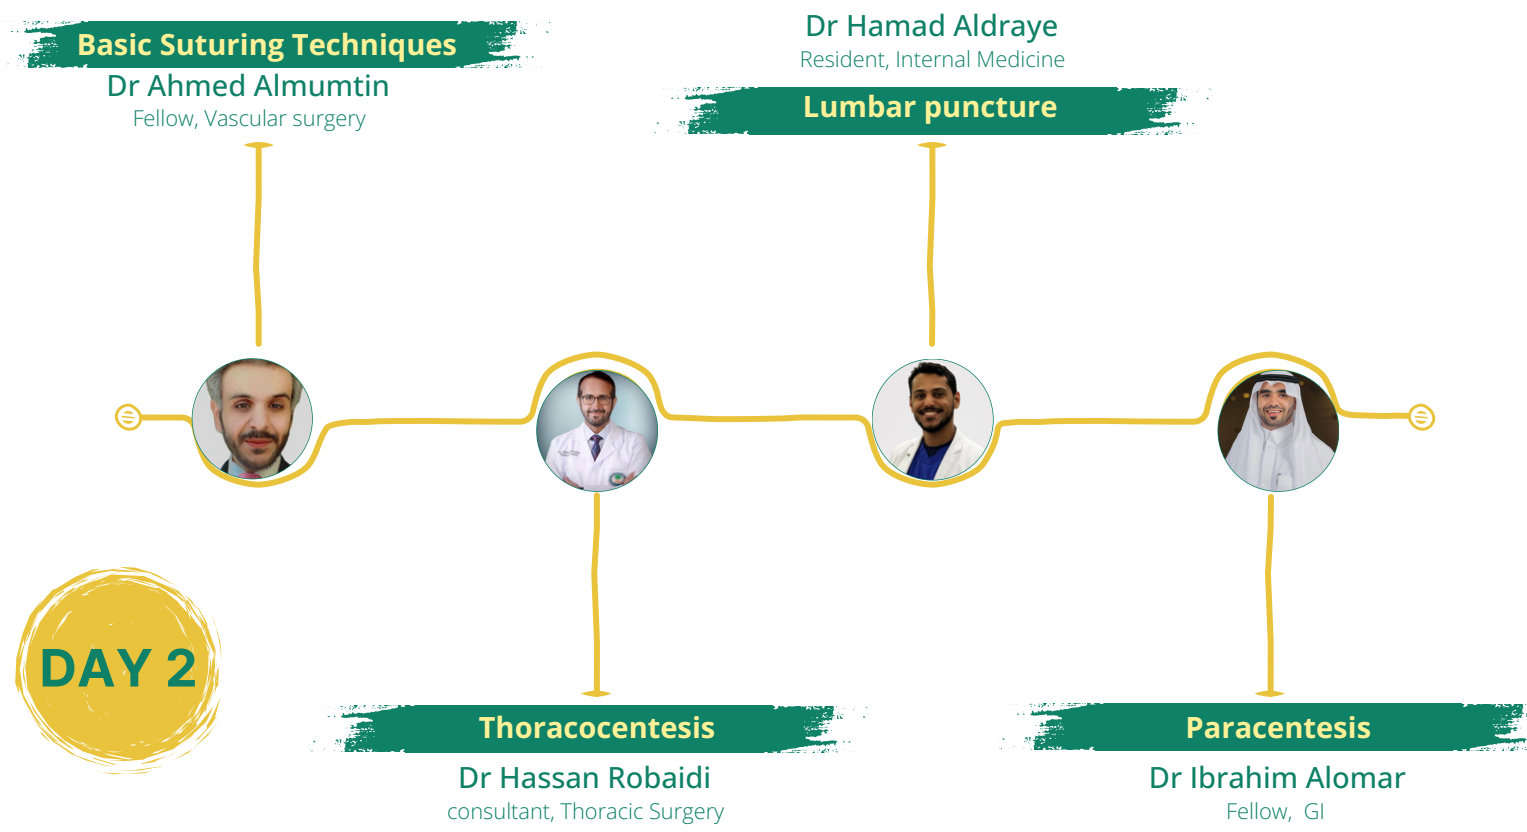 Basic Suturing Techniques
Dr Ahmed Almumtin
Fellow, Vascular surgery
Dr Hamad Aldraye
Resident, Internal Medicine
Lumbar puncture
DAY 2
Thoracocentesis
Dr Hassan Robaidi
consultant, Thoracic Surgery
Paracentesis
Dr Ibrahim Alomar
Fellow, GI